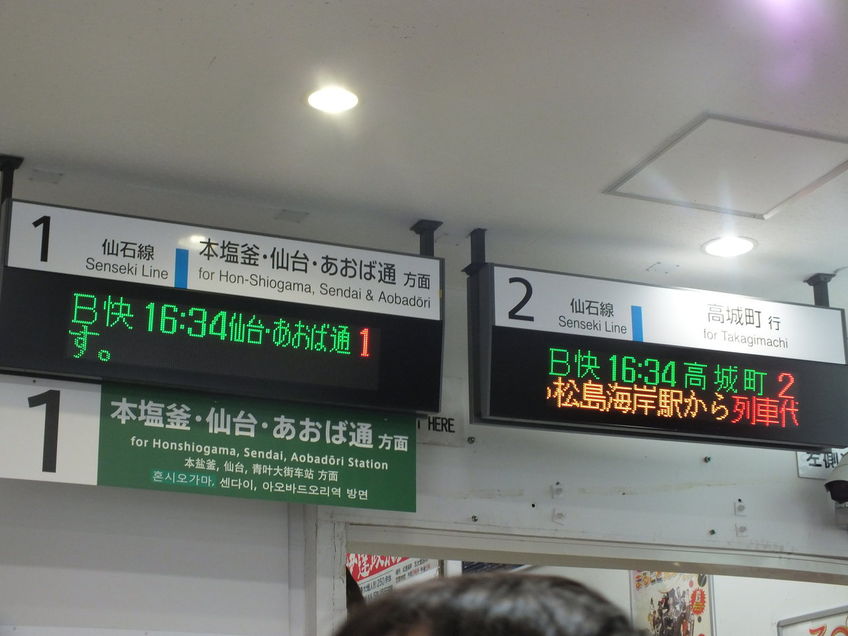 1
仙石線
Senseki Line
本塩釜・仙台・あおば通 方面
for Hon-Shiogama, Sendai & Aobadōri
B快 16:34 仙台・あおば通 1
す。
1
本塩釜・仙台・あおば通 方面
for Honshiogama, Sendai, Aobadōri Station
本盐釜, 仙台, 青叶大街车站 方面
혼시오가마, 센다이, 아오바드오리역 방면
HERE
2
仙石線
Senseki Line
高城町 行
for Takagimachi
B快 16:34 高城町 2
松島海岸駅から列車代
左側